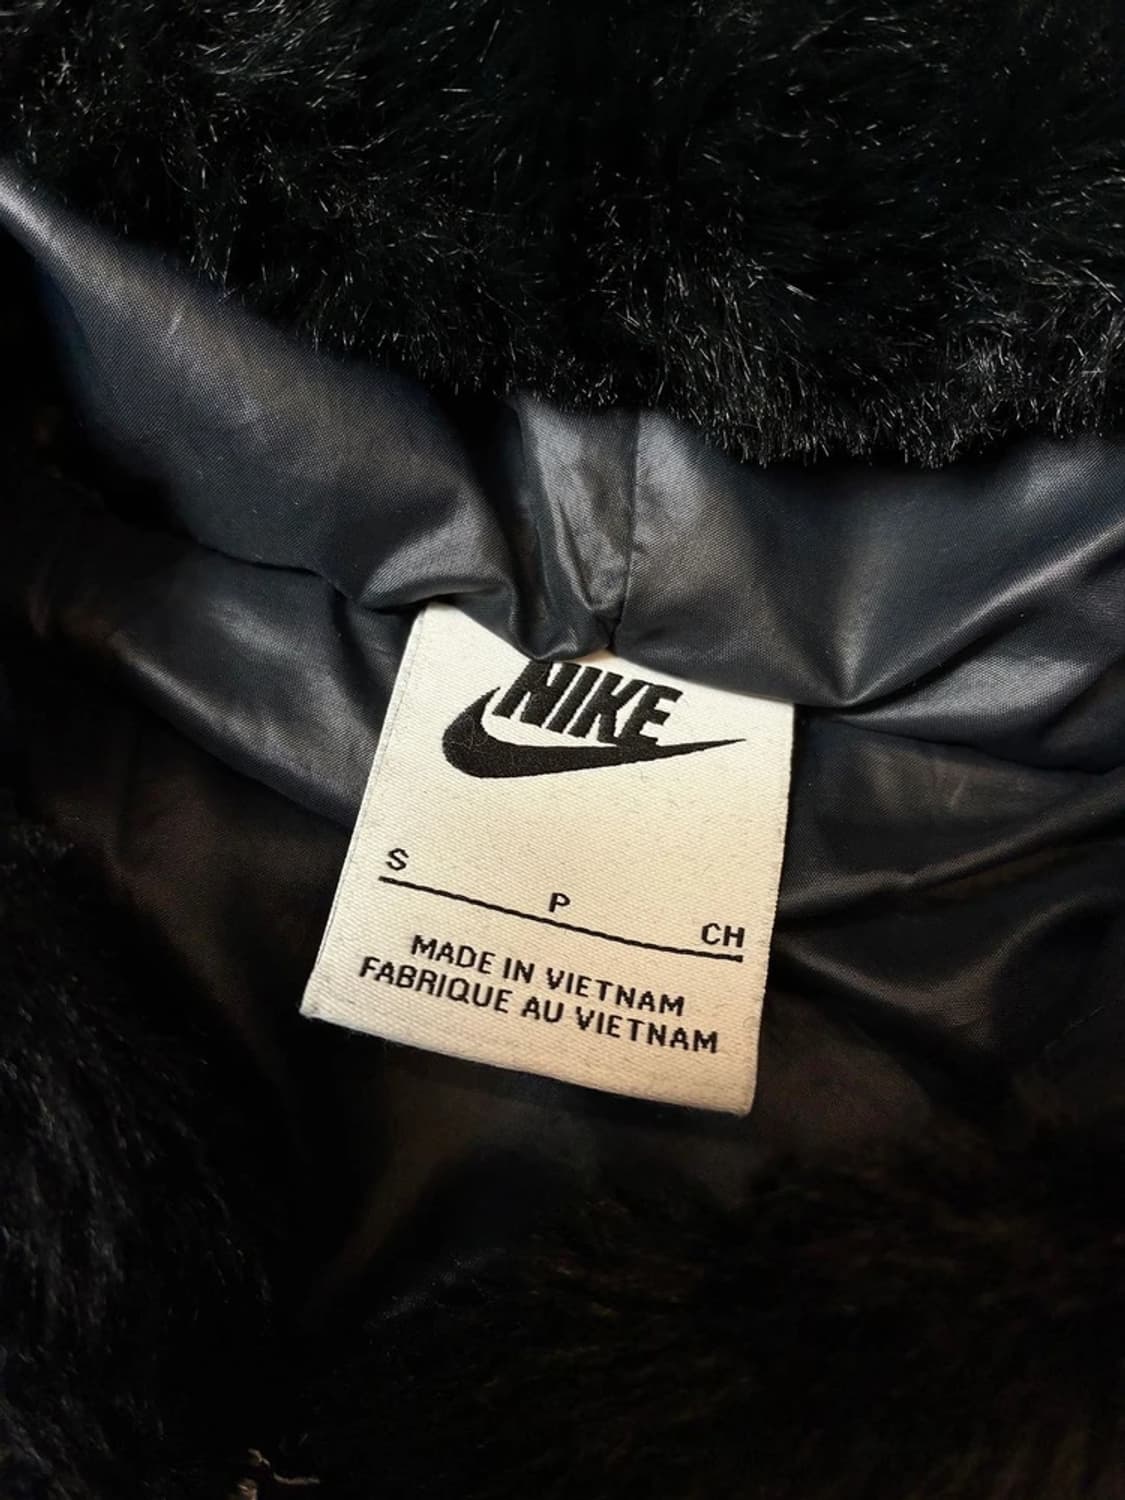 NIKE
S P CH
MADE IN VIETNAM
FABRIQUE AU VIETNAM